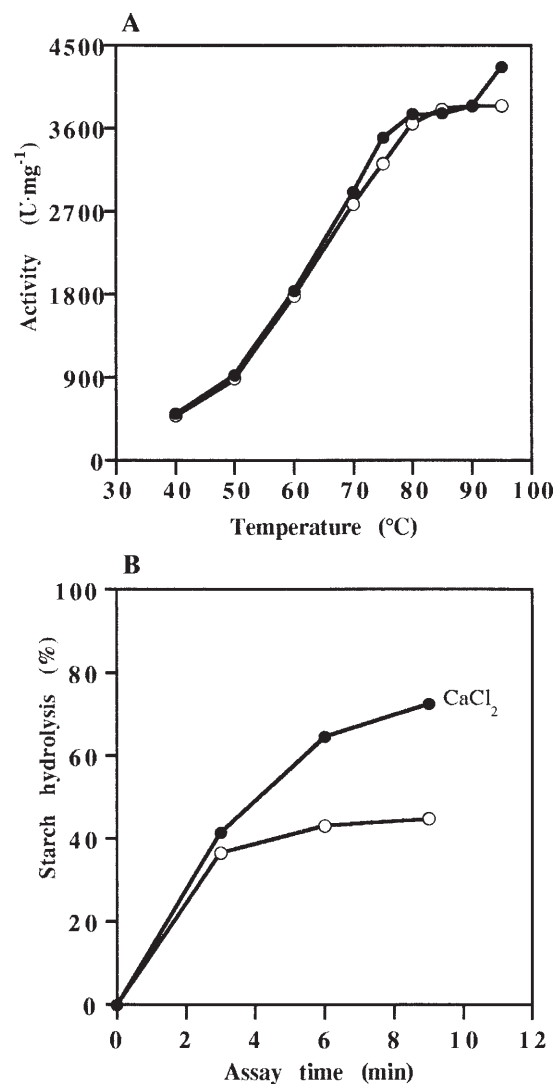 A
4500
3600
2700
1800
900
0
Activity (U·mg⁻¹)
30 40 50 60 70 80 90 100
Temperature (°C)
B
100
80
60
40
20
0
Starch hydrolysis (%)
CaCl₂
0 2 4 6 8 10 12
Assay time (min)